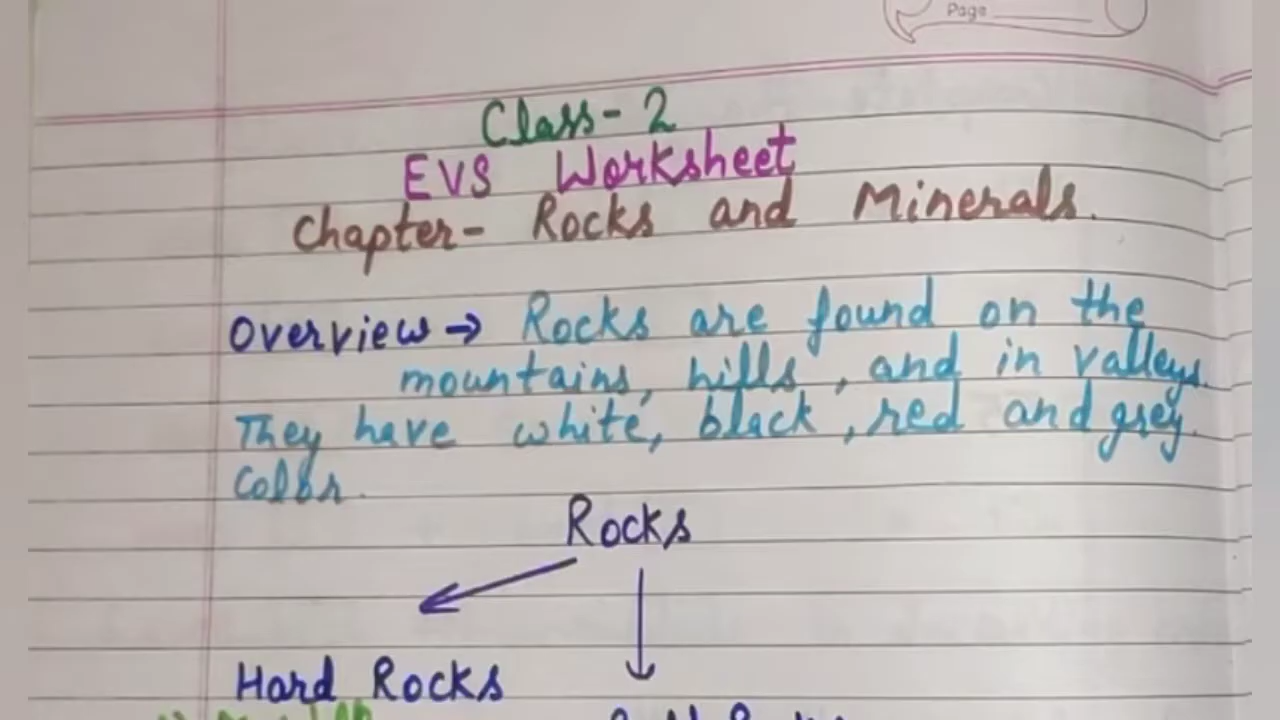 Page
Class - 2
EVS Worksheet
Chapter - Rocks and Minerals.
Overview → Rocks are found on the
mountains, hills, and in valleys.
They have white, black, red and grey
Color.
Rocks
Hard Rocks